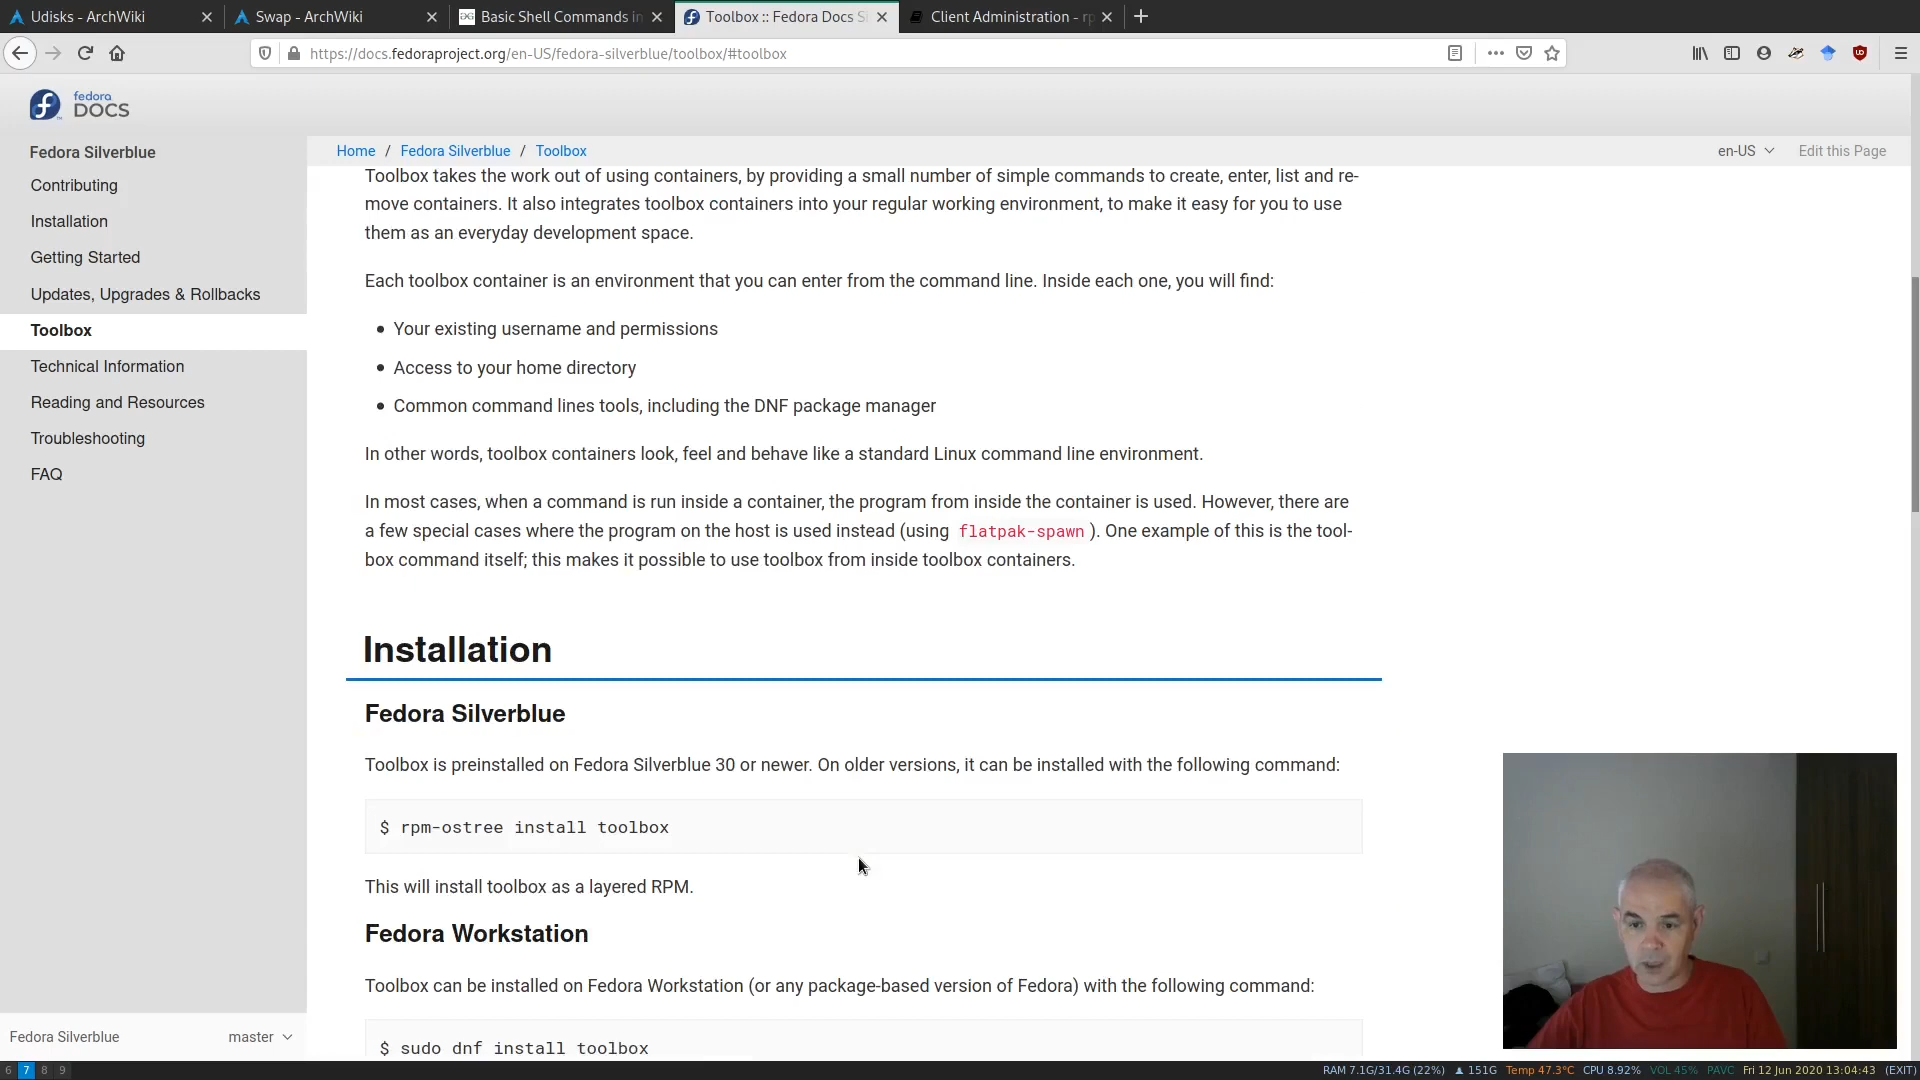 Udisks - ArchWiki
Swap - ArchWiki
Basic Shell Commands in
Toolbox :: Fedora Docs S
Client Administration - rp
https://docs.fedoraproject.org/en-US/fedora-silverblue/toolbox/#toolbox
fedora
DOCS
Fedora Silverblue
Contributing
Installation
Getting Started
Updates, Upgrades & Rollbacks
Toolbox
Technical Information
Reading and Resources
Troubleshooting
FAQ
Fedora Silverblue master
Home / Fedora Silverblue / Toolbox
en-US Edit this Page
Toolbox takes the work out of using containers, by providing a small number of simple commands to create, enter, list and re-
move containers. It also integrates toolbox containers into your regular working environment, to make it easy for you to use
them as an everyday development space.
Each toolbox container is an environment that you can enter from the command line. Inside each one, you will find:
• Your existing username and permissions
• Access to your home directory
• Common command lines tools, including the DNF package manager
In other words, toolbox containers look, feel and behave like a standard Linux command line environment.
In most cases, when a command is run inside a container, the program from inside the container is used. However, there are
a few special cases where the program on the host is used instead (using flatpak-spawn). One example of this is the tool-
box command itself; this makes it possible to use toolbox from inside toolbox containers.
Installation
Fedora Silverblue
Toolbox is preinstalled on Fedora Silverblue 30 or newer. On older versions, it can be installed with the following command:
$ rpm-ostree install toolbox
This will install toolbox as a layered RPM.
Fedora Workstation
Toolbox can be installed on Fedora Workstation (or any package-based version of Fedora) with the following command:
$ sudo dnf install toolbox
6 7 8 9
RAM 7.1G/31.4G (22%) 151G Temp 47.3°C CPU 8.92% VOL 45% PAVC Fri 12 Jun 2020 13:04:43 (EXIT)